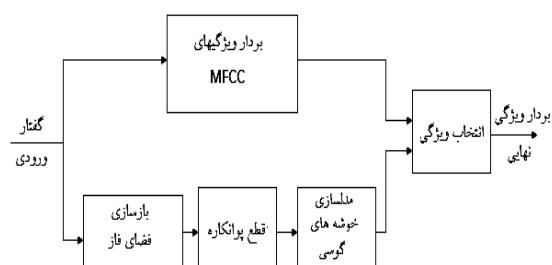 بردار ویژگیهای
MFCC
گفتار
ورودی
انتخاب ویژگی
بردار ویژگی
نهایی
بازسازی
فضای فاز
قطع پوانکاره
مدلسازی
خوشه های
گوسی